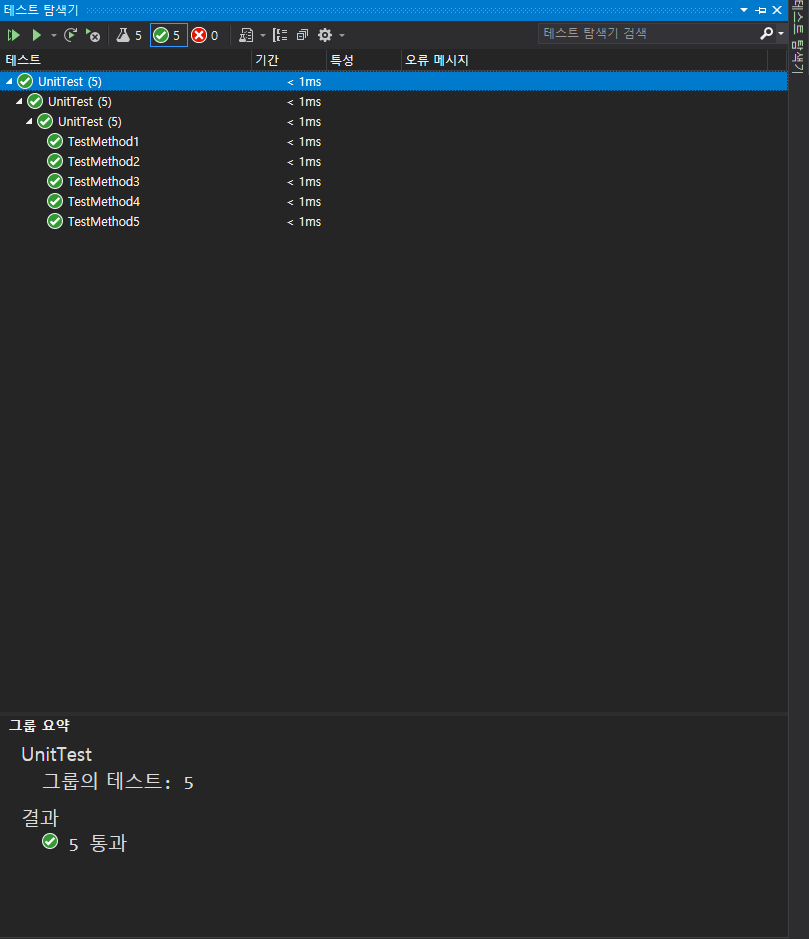 테스트 탐색기
5 5 0 테스트 탐색기 검색
테스트 기간 특성 오류 메시지
UnitTest (5) < 1ms
UnitTest (5) < 1ms
UnitTest (5) < 1ms
TestMethod1 < 1ms
TestMethod2 < 1ms
TestMethod3 < 1ms
TestMethod4 < 1ms
TestMethod5 < 1ms
그룹 요약
UnitTest
그룹의 테스트: 5
결과
5 통과
테스트 탐색기